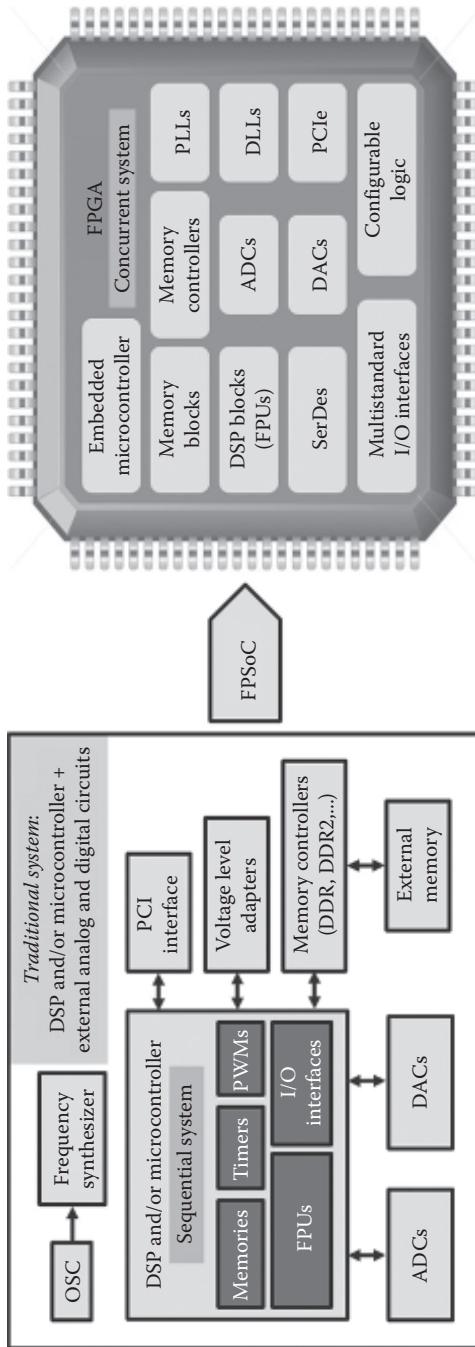 Traditional system:
DSP and/or microcontroller +
external analog and digital circuits
OSC
Frequency
synthesizer
DSP and/or microcontroller
Sequential system
Memories
Timers
PWMs
FPUs
I/O
interfaces
PCI
interface
Voltage level
adapters
Memory controllers
(DDR, DDR2,...)
External
memory
ADCs
DACs
FPSoC
FPGA
Concurrent system
Embedded
microcontroller
Memory
blocks
Memory
controllers
PLLs
DSP blocks
(FPUs)
ADCs
DLLs
SerDes
DACs
PCIe
Multistandard
I/O interfaces
Configurable
logic